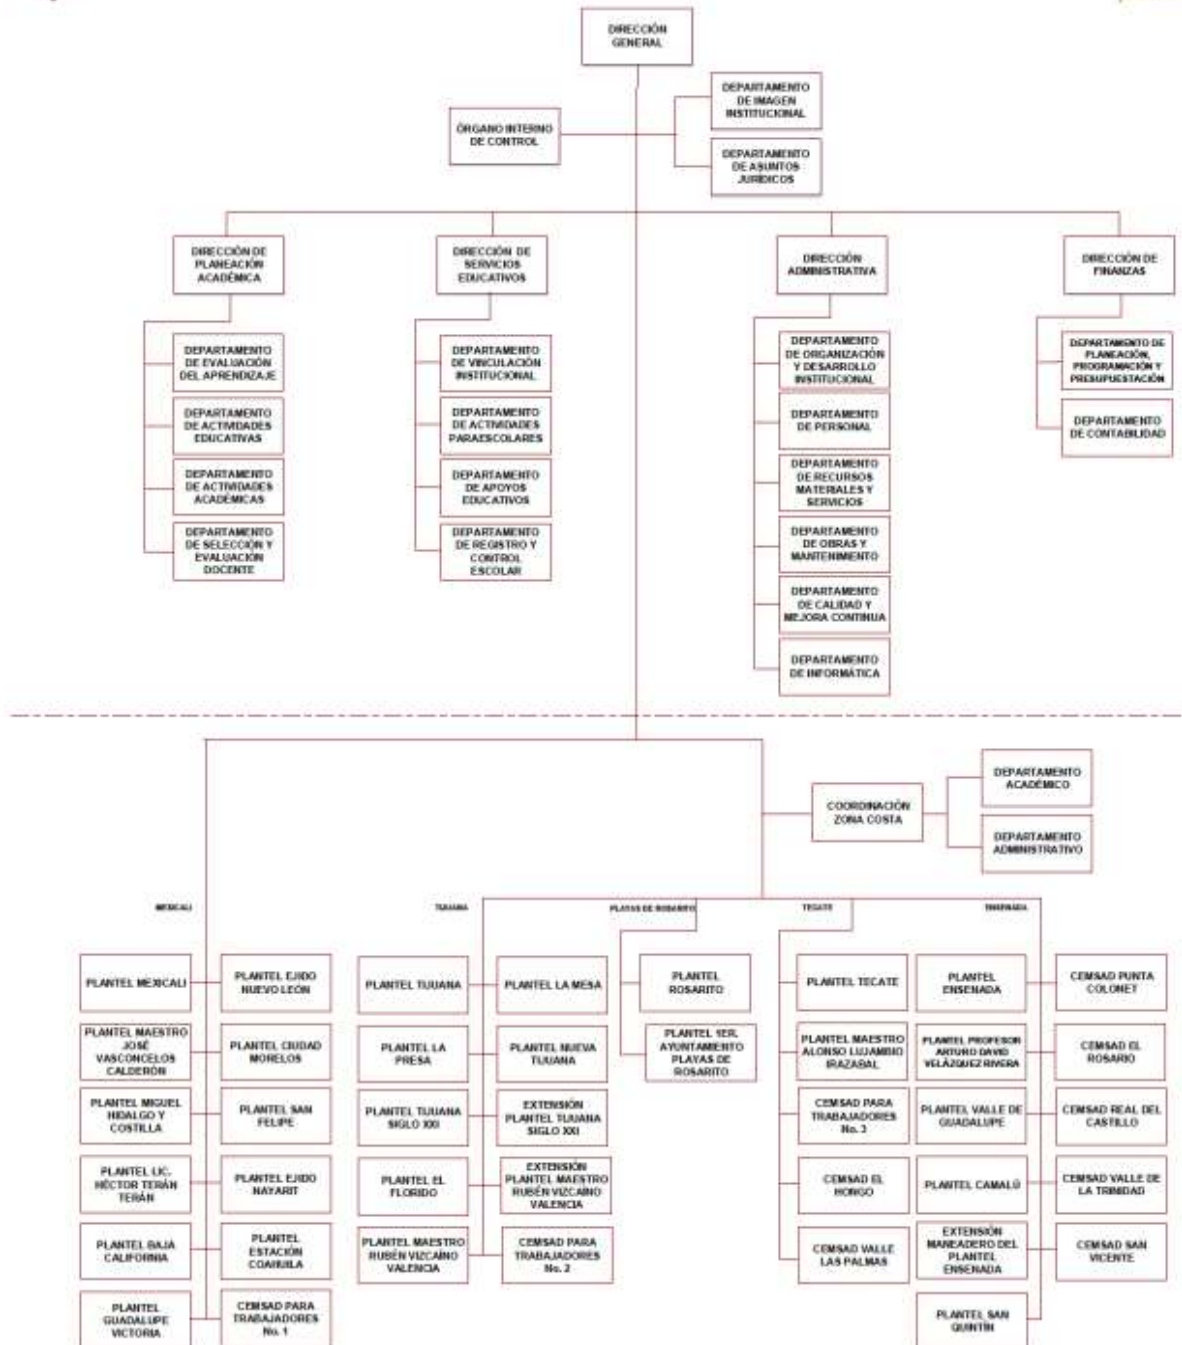 DIRECCIÓN
GENERAL
ÓRGANO INTERNO
DE CONTROL
DEPARTAMENTO
DE IMAGEN
INSTITUCIONAL
DEPARTAMENTO
DE ASUNTOS
JURÍDICOS
DIRECCIÓN DE
PLANEACIÓN
ACADÉMICA
DIRECCIÓN DE
SERVICIOS
EDUCATIVOS
DIRECCIÓN
ADMINISTRATIVA
DIRECCIÓN DE
FINANZAS
DEPARTAMENTO
DE EVALUACIÓN
DEL APRENDIZAJE
DEPARTAMENTO
DE ACTIVIDADES
EDUCATIVAS
DEPARTAMENTO
DE ACTIVIDADES
ACADÉMICAS
DEPARTAMENTO
DE SELECCIÓN Y
EVALUACIÓN
DOCENTE
DEPARTAMENTO
DE VINCULACIÓN
INSTITUCIONAL
DEPARTAMENTO
DE ACTIVIDADES
PARAESCOLARES
DEPARTAMENTO
DE APOYOS
EDUCATIVOS
DEPARTAMENTO
DE REGISTRO Y
CONTROL
ESCOLAR
DEPARTAMENTO
DE ORGANIZACIÓN
Y DESARROLLO
INSTITUCIONAL
DEPARTAMENTO
DE PERSONAL
DEPARTAMENTO
DE RECURSOS
MATERIALES Y
SERVICIOS
DEPARTAMENTO
DE OBRAS Y
MANTENIMIENTO
DEPARTAMENTO
DE CALIDAD Y
MEJORA CONTINUA
DEPARTAMENTO
DE INFORMÁTICA
DEPARTAMENTO DE
PLANEACIÓN,
PROGRAMACIÓN Y
PRESUPUESTACIÓN
DEPARTAMENTO
DE CONTABILIDAD
COORDINACIÓN
ZONA COSTA
DEPARTAMENTO
ACADÉMICO
DEPARTAMENTO
ADMINISTRATIVO
MEXICALI
TIJUANA
PLAYAS DE ROSARITO
TECATE
ENSENADA
PLANTEL MEXICALI
PLANTEL EJIDO
NUEVO LEÓN
PLANTEL MAESTRO
JOSÉ
VASCONCELOS
CALDERÓN
PLANTEL CIUDAD
MORELOS
PLANTEL MIGUEL
HIDALGO Y
COSTILLA
PLANTEL SAN
FELIPE
PLANTEL LIC.
HÉCTOR TERÁN
TERÁN
PLANTEL EJIDO
NAYARIT
PLANTEL BAJA
CALIFORNIA
PLANTEL
ESTACIÓN
COAHUILA
PLANTEL
GUADALUPE
VICTORIA
CEMSAD PARA
TRABAJADORES
No. 1
PLANTEL TIJUANA
PLANTEL LA MESA
PLANTEL LA
PRESA
PLANTEL NUEVA
TIJUANA
PLANTEL TIJUANA
SIGLO XXI
EXTENSIÓN
PLANTEL TIJUANA
SIGLO XXI
PLANTEL EL
FLORIDO
EXTENSIÓN
PLANTEL MAESTRO
RUBÉN VIZCAÍNO
VALENCIA
PLANTEL MAESTRO
RUBÉN VIZCAÍNO
VALENCIA
CEMSAD PARA
TRABAJADORES
No. 2
PLANTEL
ROSARITO
PLANTEL 1ER.
AYUNTAMIENTO
PLAYAS DE
ROSARITO
PLANTEL TECATE
PLANTEL MAESTRO
ALONSO LUJAMBIO
IRAZABAL
CEMSAD PARA
TRABAJADORES
No. 3
CEMSAD EL
HONGO
CEMSAD VALLE
LAS PALMAS
PLANTEL
ENSENADA
CEMSAD PUNTA
COLONET
PLANTEL PROFESOR
ARTURO DAVID
VELÁZQUEZ RIVERA
CEMSAD EL
ROSARIO
PLANTEL VALLE DE
GUADALUPE
CEMSAD REAL DEL
CASTILLO
PLANTEL CAMALÚ
CEMSAD VALLE DE
LA TRINIDAD
EXTENSIÓN
MANEADERO DEL
PLANTEL
ENSENADA
CEMSAD SAN
VICENTE
PLANTEL SAN
QUINTÍN